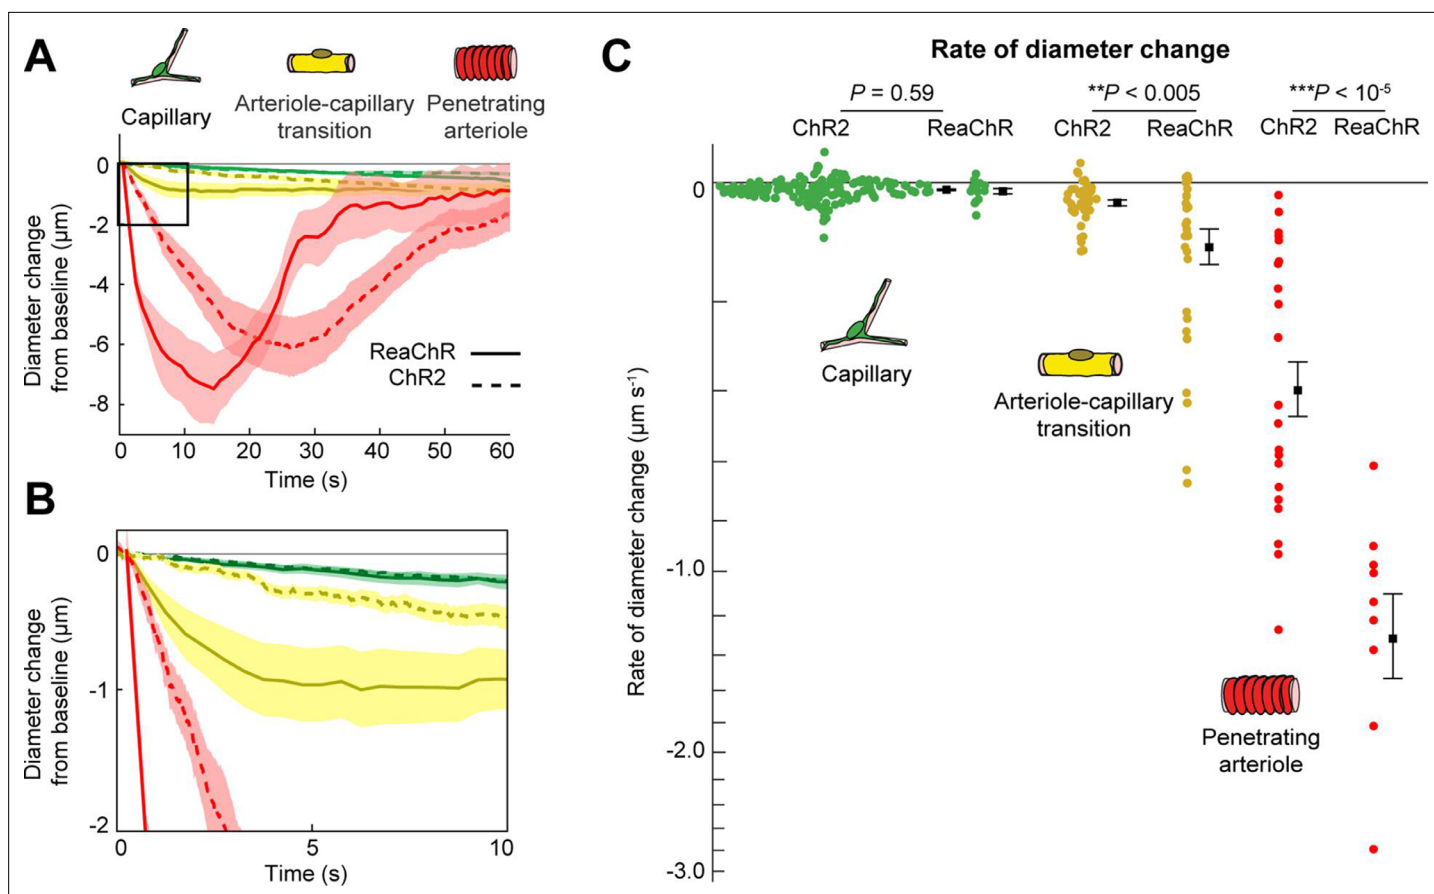 A
Capillary
Arteriole-capillary
transition
Penetrating
arteriole
Diameter change
from baseline (µm)
0
-2
-4
-6
-8
ReaChR
ChR2
0 10 20 30 40 50 60
Time (s)
B
Diameter change
from baseline (µm)
0
-1
-2
0 5 10
Time (s)
C
Rate of diameter change
P = 0.59
**P < 0.005
***P < 10-5
ChR2 ReaChR ChR2 ReaChR ChR2 ReaChR
Rate of diameter change (µm s-1)
0
-1.0
-2.0
-3.0
Capillary
Arteriole-capillary
transition
Penetrating
arteriole